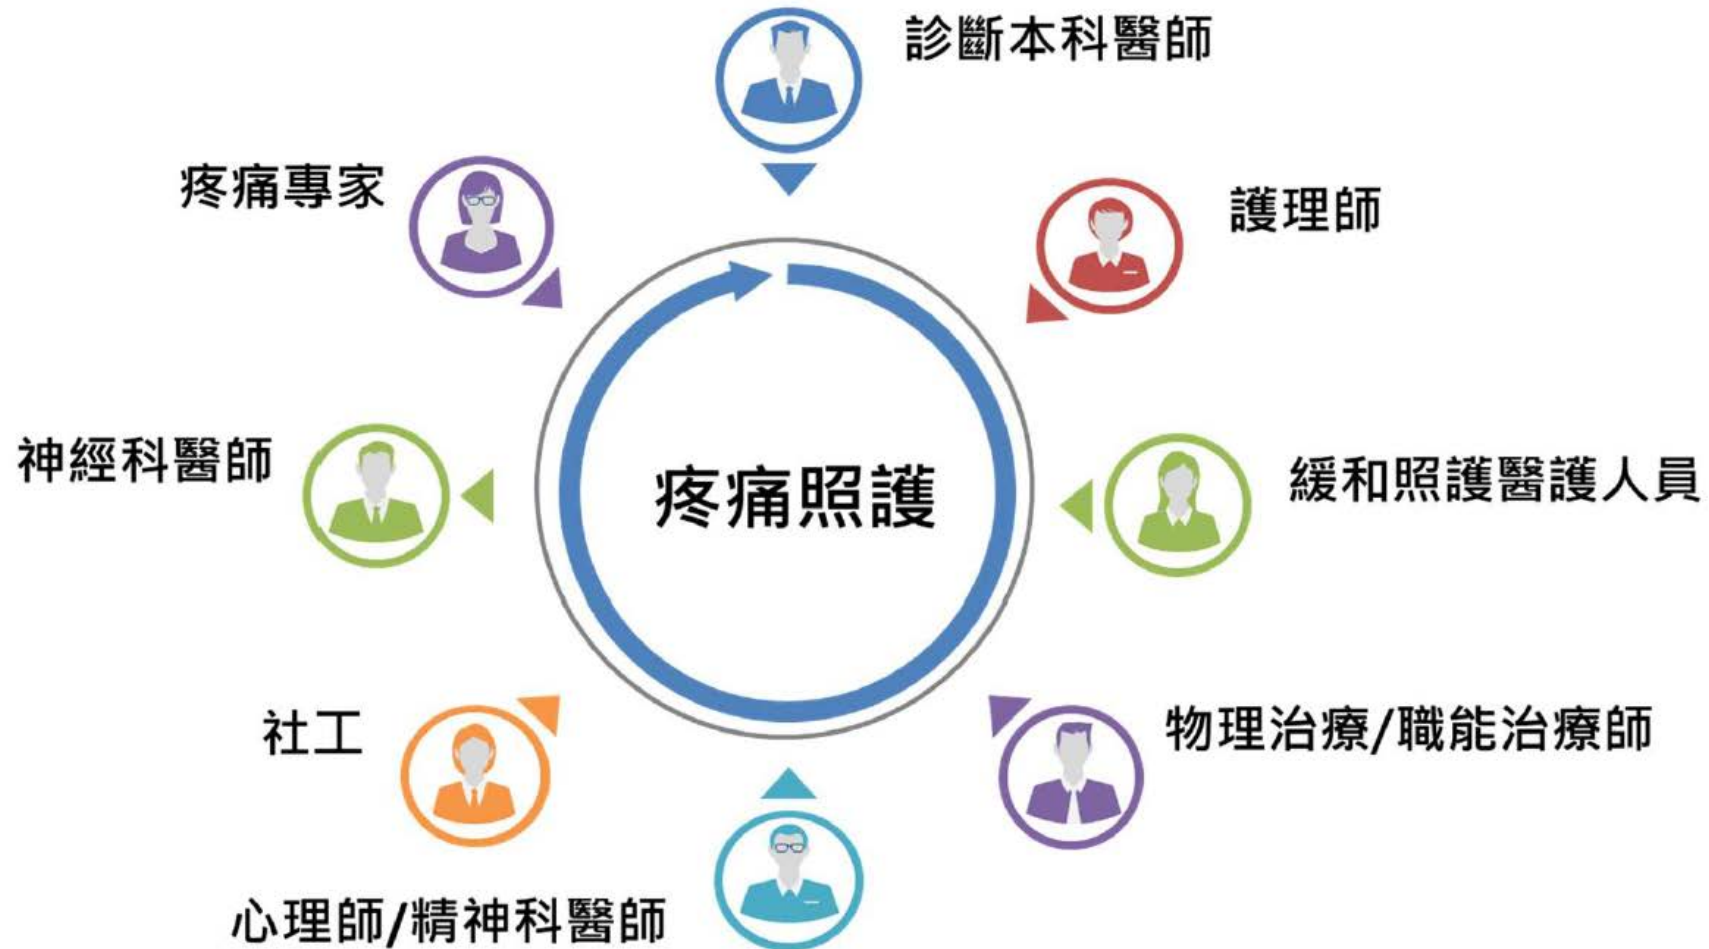 診斷本科醫師
疼痛專家
護理師
神經科醫師
疼痛照護
緩和照護醫護人員
社工
物理治療/職能治療師
心理師/精神科醫師